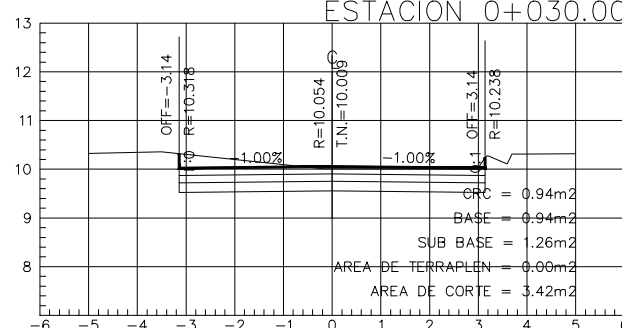 ESTACION 0+030.00
13
12
11
10
9
8
OFF=-3.14
R=10.318
R=10.054
T.N.=10.009
OFF=3.14
R=10.238
-1.00%
-1.00%
CRC = 0.94m2
BASE = 0.94m2
SUB BASE = 1.26m2
AREA DE TERRAPLEN = 0.00m2
AREA DE CORTE = 3.42m2
-6 -5 -4 -3 -2 -1 0 1 2 3 4 5 6